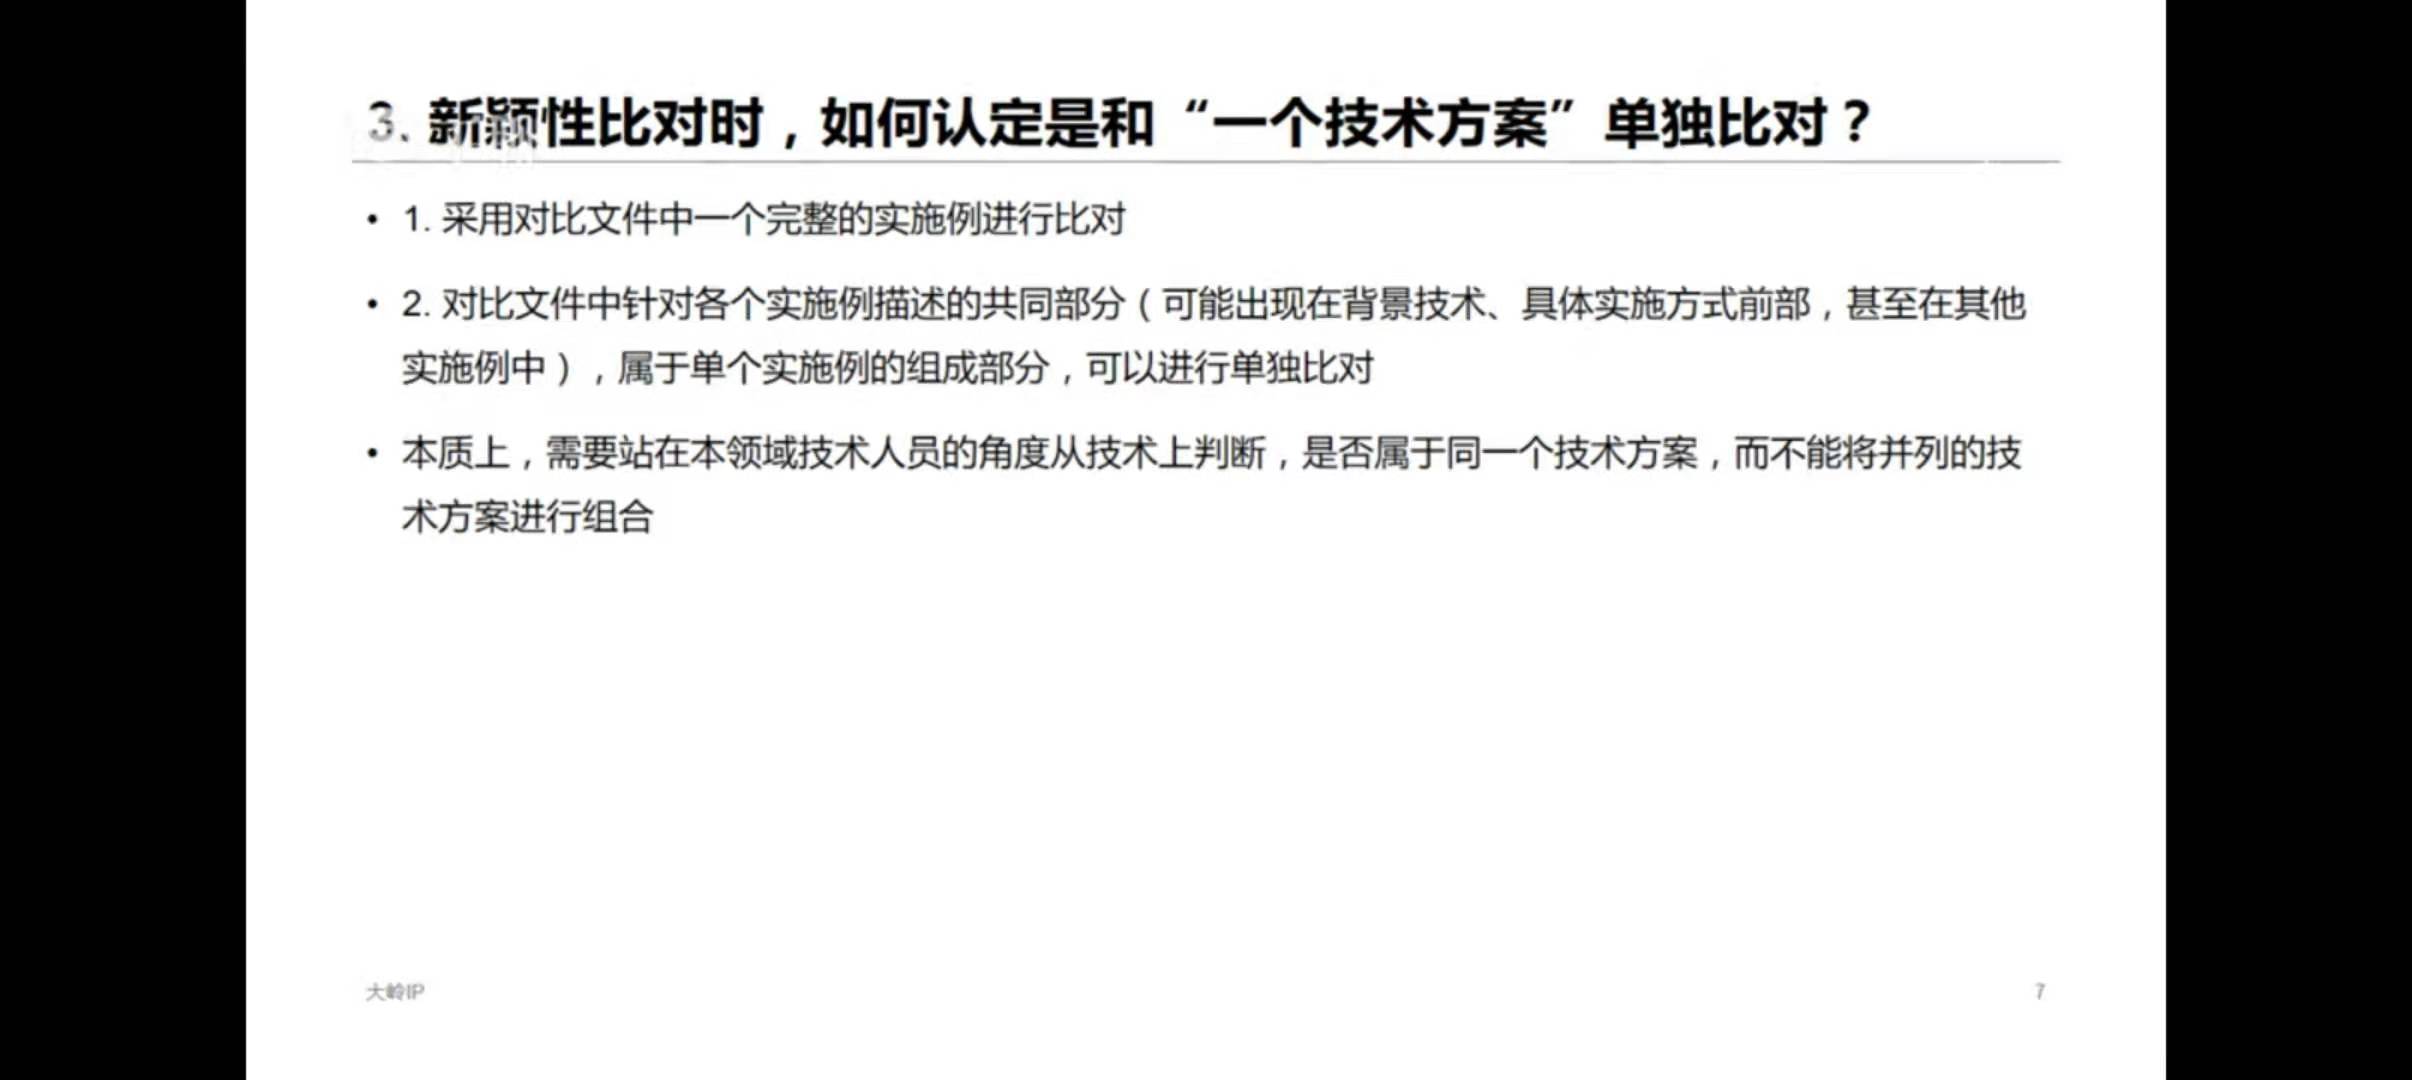 3. 新颖性比对时，如何认定是和“一个技术方案”单独比对？
• 1. 采用对比文件中一个完整的实施例进行比对
• 2. 对比文件中针对各个实施例描述的共同部分（可能出现在背景技术、具体实施方式前部，甚至在其他
实施例中），属于单个实施例的组成部分，可以进行单独比对
• 本质上，需要站在本领域技术人员的角度从技术上判断，是否属于同一个技术方案，而不能将并列的技
术方案进行组合
大岭IP
7